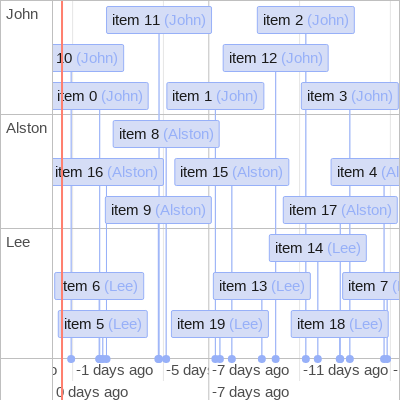 John
item 11 (John)
item 2 (John)
10 (John)
item 12 (John)
item 0 (John)
item 1 (John)
item 3 (John)
Alston
item 8 (Alston)
item 16 (Alston)
item 15 (Alston)
item 4 (Al
item 9 (Alston)
item 17 (Alston)
Lee
item 14 (Lee)
item 6 (Lee)
item 13 (Lee)
item 7 (L
item 5 (Lee)
item 19 (Lee)
item 18 (Lee)
-1 days ago
-5 days
-7 days ago
-11 days ago
-
0 days ago
-7 days ago